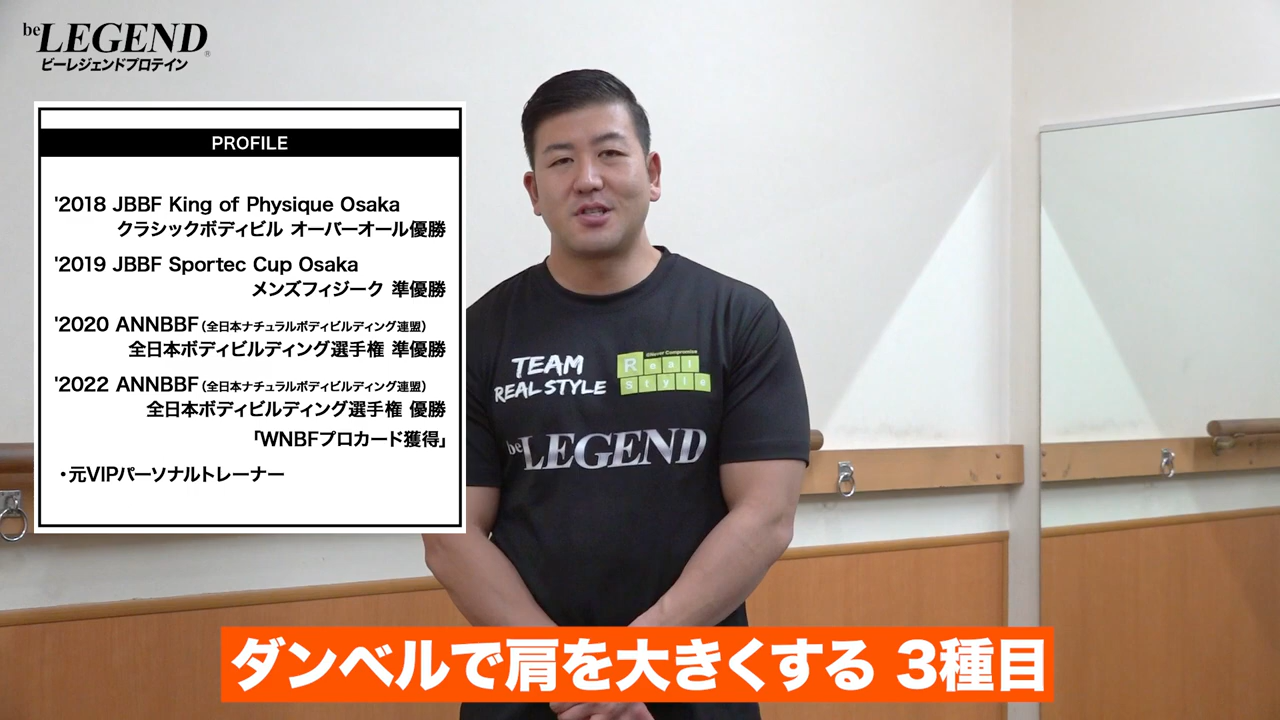 beLEGEND®
ビーレジェンドプロテイン
PROFILE
'2018 JBBF King of Physique Osaka
クラシックボディビル オーバーオール優勝
'2019 JBBF Sportec Cup Osaka
メンズフィジーク 準優勝
'2020 ANNBBF(全日本ナチュラルボディビルディング連盟)
全日本ボディビルディング選手権 準優勝
'2022 ANNBBF(全日本ナチュラルボディビルディング連盟)
全日本ボディビルディング選手権 優勝
「WNBFプロカード獲得」
・元VIPパーソナルトレーナー
TEAM
REAL STYLE
@Never Compromise
Real
Style
beLEGEND
ダンベルで肩を大きくする 3種目